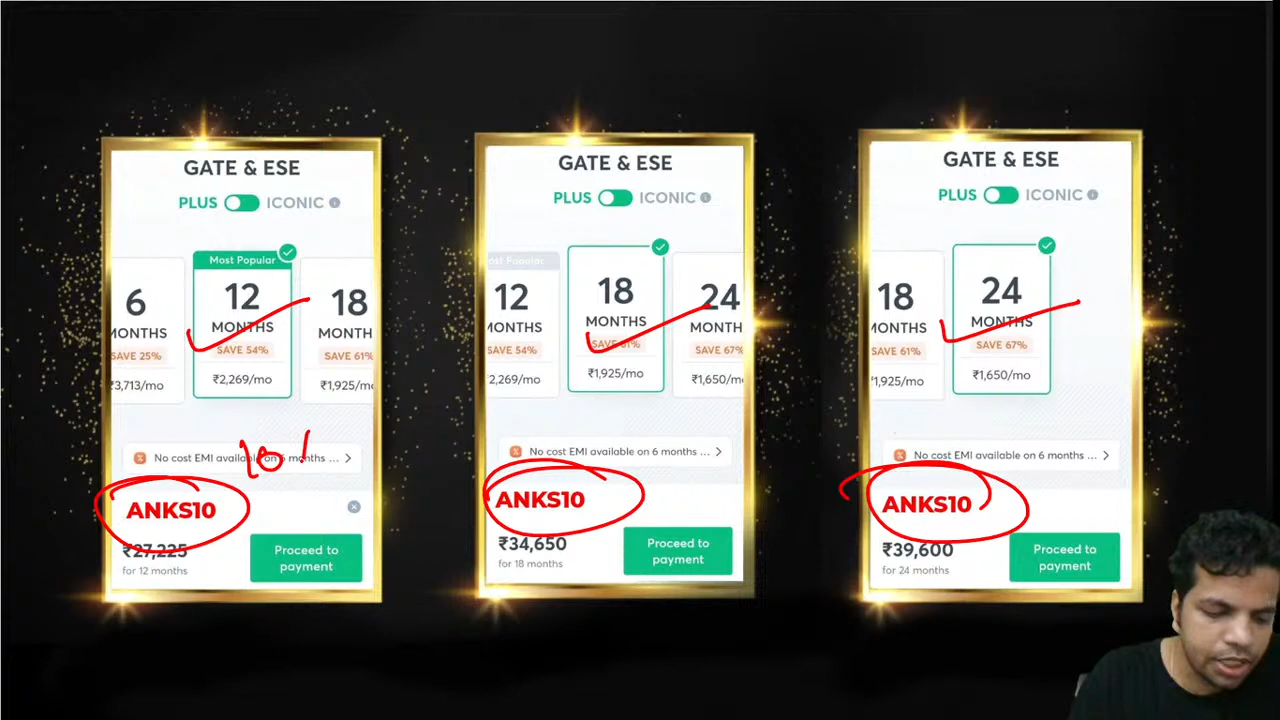 GATE & ESE
PLUS ICONIC
6
MONTHS
SAVE 25%
₹3,713/mo
Most Popular
12
MONTHS
SAVE 54%
₹2,269/mo
18
MONTH
SAVE 61%
₹1,925/m
No cost EMI available on 6 months ...
10%
ANKS10
₹27,225
for 12 months
Proceed to
payment
GATE & ESE
PLUS ICONIC
ost Popular
12
MONTHS
SAVE 54%
2,269/mo
18
MONTHS
SAVE 61%
₹1,925/mo
24
MONTH
SAVE 67%
₹1,650/m
No cost EMI available on 6 months ...
ANKS10
₹34,650
for 18 months
Proceed to
payment
GATE & ESE
PLUS ICONIC
18
MONTHS
SAVE 61%
₹1,925/mo
24
MONTHS
SAVE 67%
₹1,650/mo
No cost EMI available on 6 months ...
ANKS10
₹39,600
for 24 months
Proceed to
payment